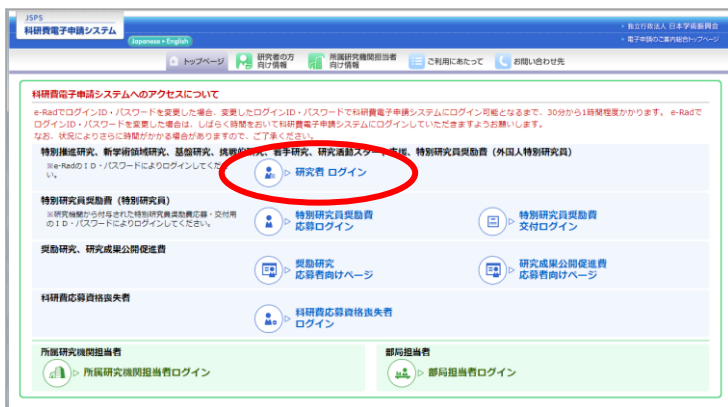 JSPS
科研費電子申請システム
Japanese • English
• 独立行政法人 日本学術振興会
• 電子申請のご案内総合トップページ
トップページ
研究者の方
向け情報
所属研究機関担当者
向け情報
ご利用にあたって
お問い合わせ先
科研費電子申請システムへのアクセスについて
e-RadでログインID・パスワードを変更した場合、変更したログインID・パスワードで科研費電子申請システムにログイン可能となるまで、30分から1時間程度かかります。 e-Radで
ログインID・パスワードを変更した場合は、しばらく時間をおいて科研費電子申請システムにログインしていただきますようお願いします。
なお、状況によりさらに時間がかかる場合がありますので、ご了承ください。
特別推進研究、新学術領域研究、基盤研究、挑戦的研究、若手研究、研究活動スタート支援、特別研究員奨励費（外国人特別研究員）
※e-RadのID・パスワードによりログインしてくだ
い。
研究者 ログイン
特別研究員奨励費（特別研究員）
※研究機関から付与された特別研究員奨励費応募・交付用
のID・パスワードによりログインしてください。
特別研究員奨励費
応募ログイン
特別研究員奨励費
交付ログイン
奨励研究、研究成果公開促進費
奨励研究
応募者向けページ
研究成果公開促進費
応募者向けページ
科研費応募資格喪失者
科研費応募資格喪失者
ログイン
所属研究機関担当者
所属研究機関担当者ログイン
部局担当者
部局担当者ログイン